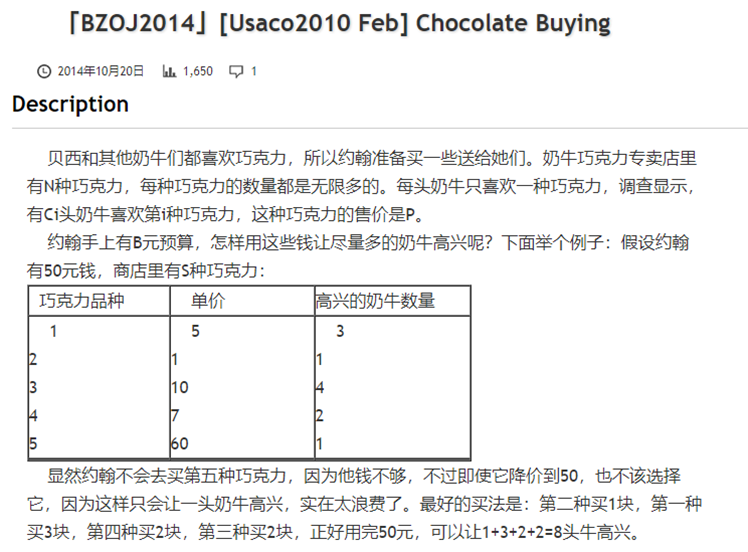 「BZOJ2014」[Usaco2010 Feb] Chocolate Buying
2014年10月20日 1,650 1
Description
贝西和其他奶牛们都喜欢巧克力，所以约翰准备买一些送给她们。奶牛巧克力专卖店里
有N种巧克力，每种巧克力的数量都是无限多的。每头奶牛只喜欢一种巧克力，调查显示，
有Ci头奶牛喜欢第i种巧克力，这种巧克力的售价是P。
约翰手上有B元预算，怎样用这些钱让尽量多的奶牛高兴呢？下面举个例子：假设约翰
有50元钱，商店里有S种巧克力：
巧克力品种 单价 高兴的奶牛数量
1 5 3
2 1 1
3 10 4
4 7 2
5 60 1
显然约翰不会去买第五种巧克力，因为他钱不够，不过即使它降价到50，也不该选择
它，因为这样只会让一头奶牛高兴，实在太浪费了。最好的买法是：第二种买1块，第一种
买3块，第四种买2块，第三种买2块，正好用完50元，可以让1+3+2+2=8头牛高兴。